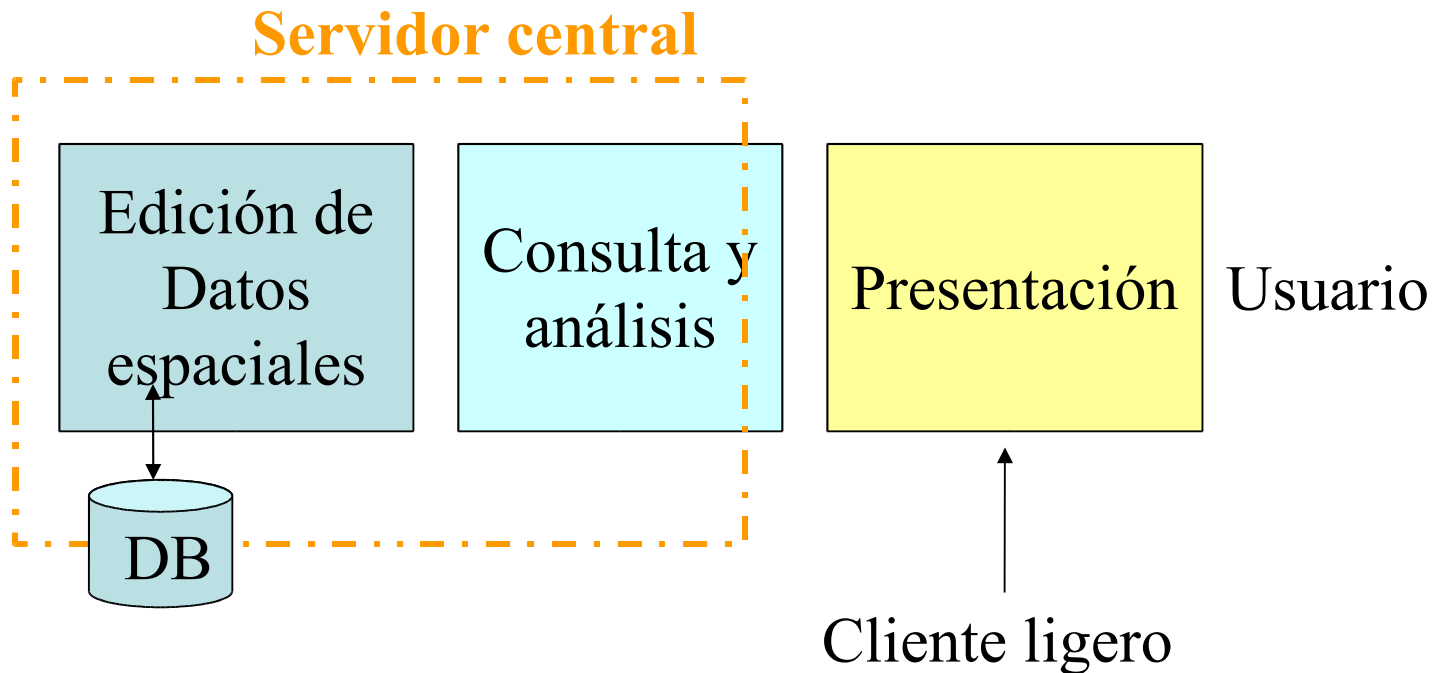 Servidor central
Edición de
Datos
espaciales
Consulta y
análisis
Presentación
Usuario
DB
Cliente ligero